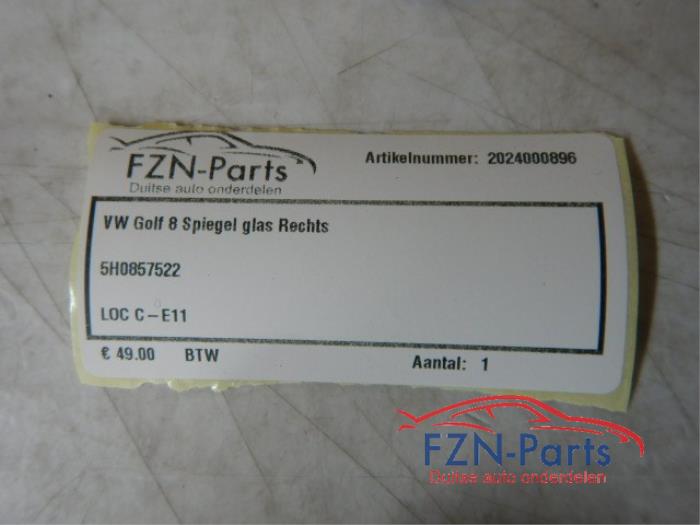 FZN-Parts
Duitse auto onderdelen
Artikelnummer: 2024000896
VW Golf 8 Spiegel glas Rechts
5H0857522
LOC C-E11
€ 49.00 BTW
Aantal: 1
FZN-Parts
Duitse auto onderdelen